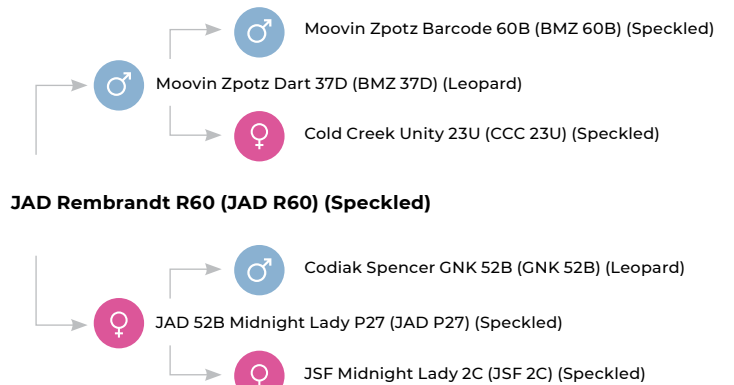 Moovin Zpotz Barcode 60B (BMZ 60B) (Speckled)
Moovin Zpotz Dart 37D (BMZ 37D) (Leopard)
Cold Creek Unity 23U (CCC 23U) (Speckled)
JAD Rembrandt R60 (JAD R60) (Speckled)
Codiak Spencer GNK 52B (GNK 52B) (Leopard)
JAD 52B Midnight Lady P27 (JAD P27) (Speckled)
JSF Midnight Lady 2C (JSF 2C) (Speckled)